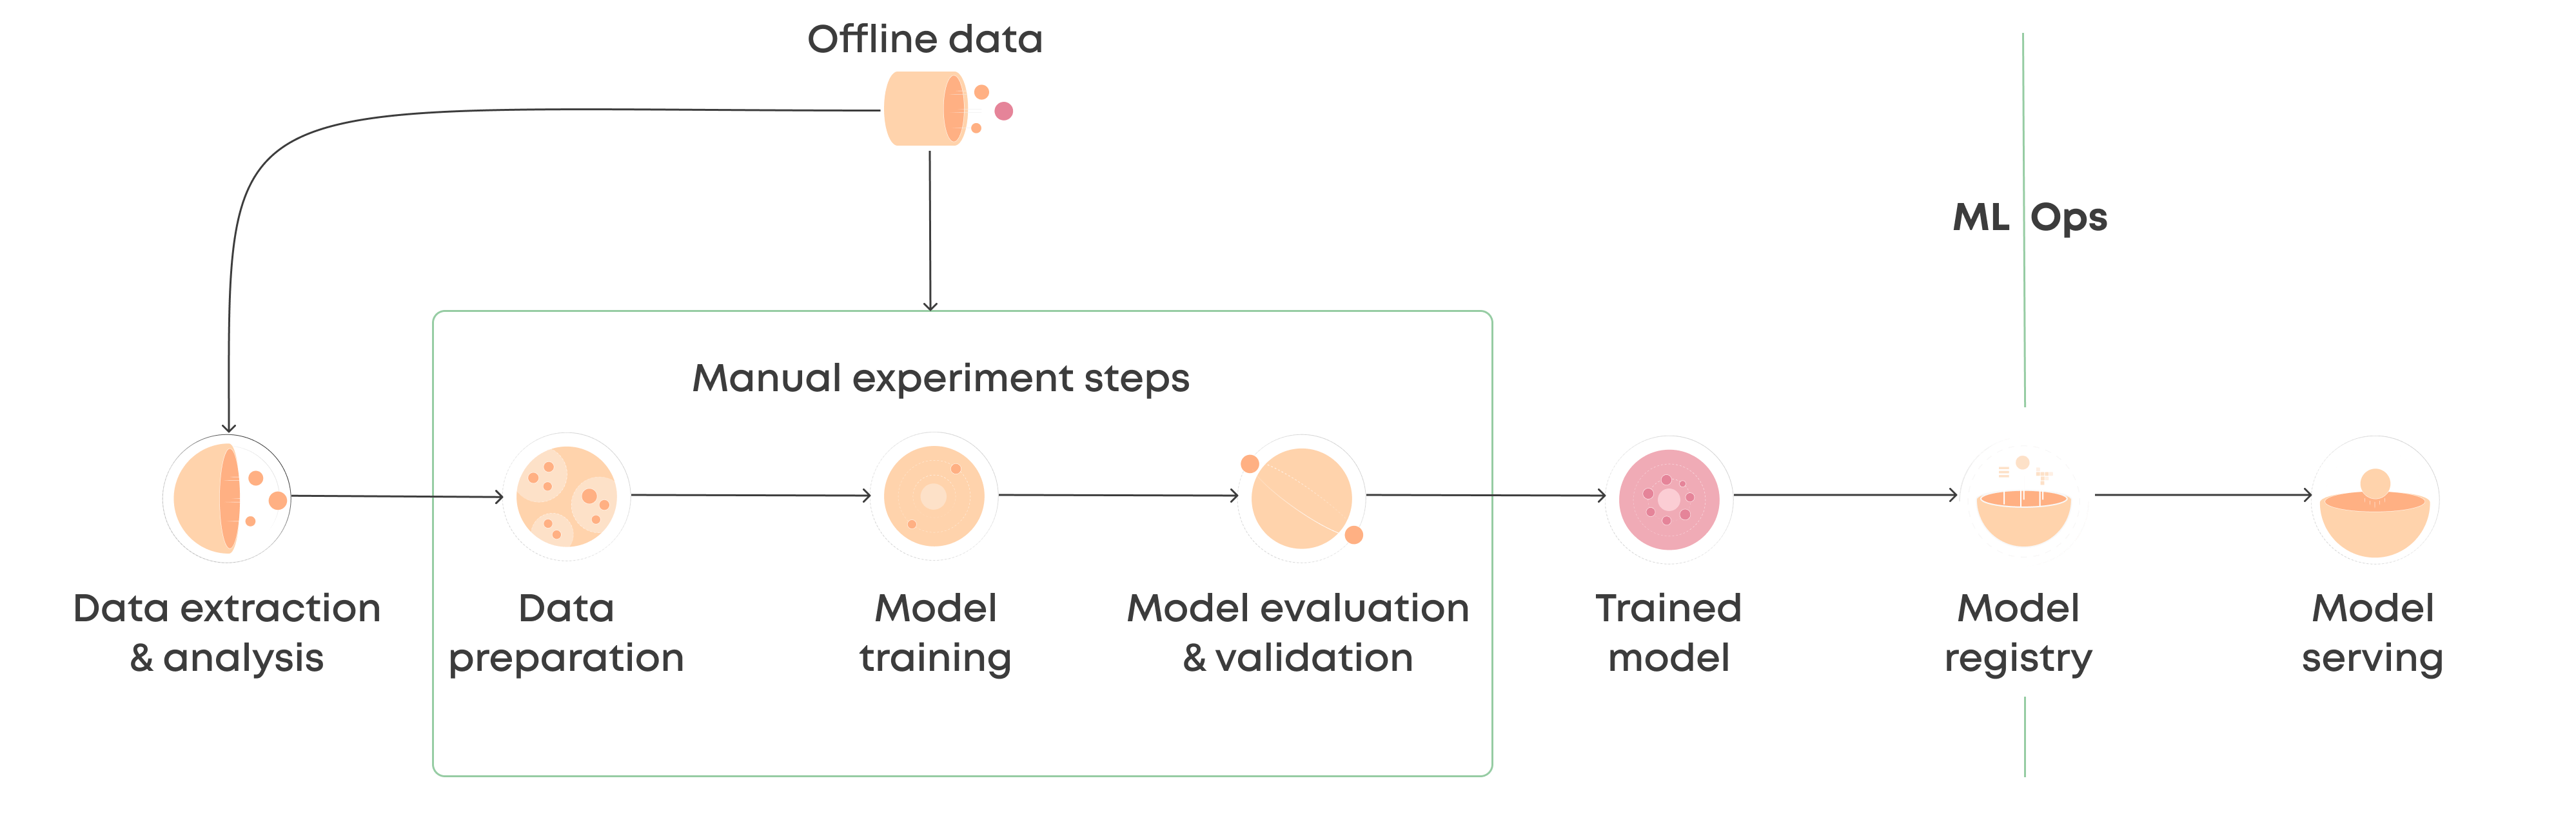 Offline data
ML Ops
Manual experiment steps
Data extraction
& analysis
Data
preparation
Model
training
Model evaluation
& validation
Trained
model
Model
registry
Model
serving